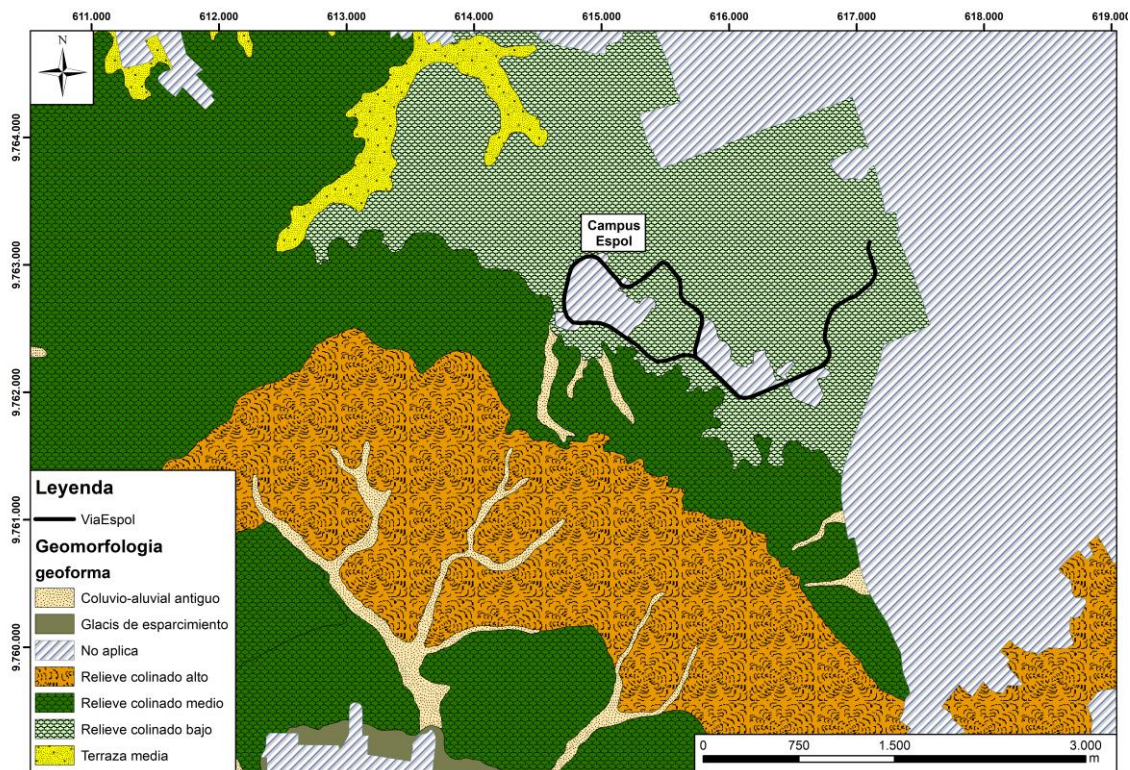 611.000 612.000 613.000 614.000 615.000 616.000 617.000 618.000 619.000
N
9.764.000
9.763.000
9.762.000
9.761.000
9.760.000
Campus
Espol
Leyenda
ViaEspol
Geomorfologia
geoforma
Coluvio-aluvial antiguo
Glacis de esparcimiento
No aplica
Relieve colinado alto
Relieve colinado medio
Relieve colinado bajo
Terraza media
0 750 1.500 3.000
m